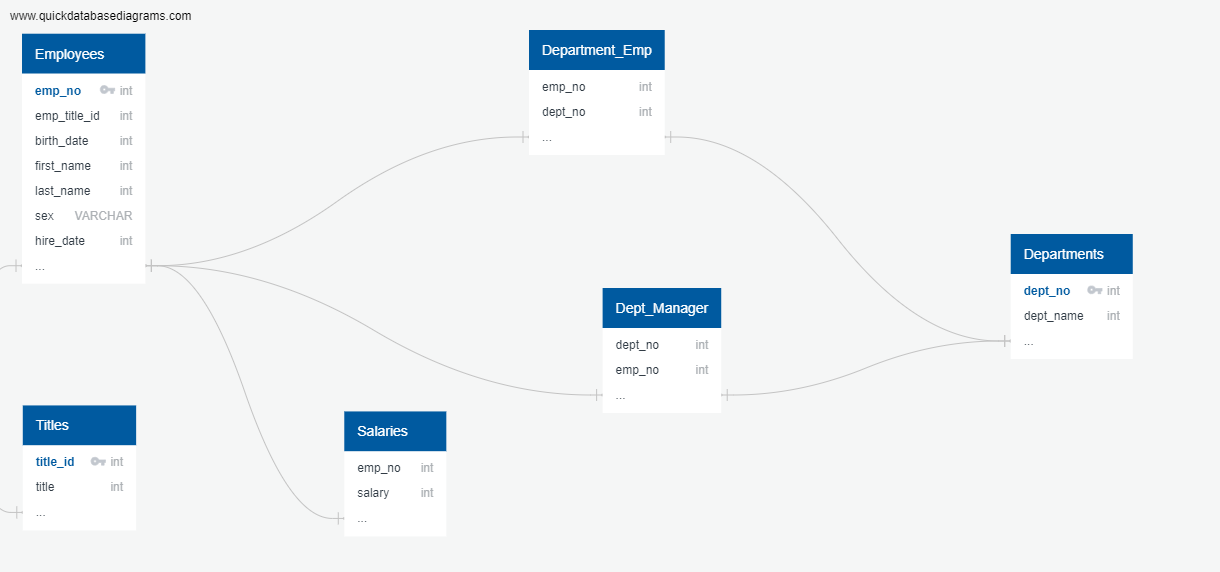 www.quickdatabasediagrams.com
Employees
emp_no int
emp_title_id int
birth_date int
first_name int
last_name int
sex VARCHAR
hire_date int
...
Department_Emp
emp_no int
dept_no int
...
Departments
dept_no int
dept_name int
...
Dept_Manager
dept_no int
emp_no int
...
Titles
title_id int
title int
...
Salaries
emp_no int
salary int
...